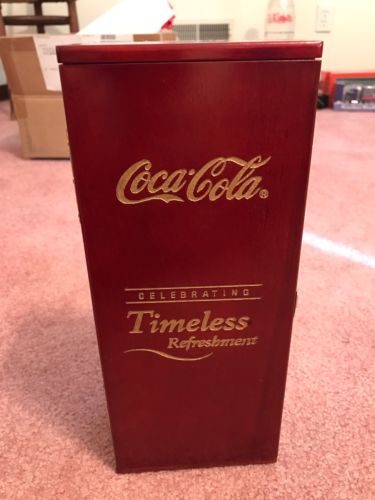 Coca-Cola®
CELEBRATING
Timeless
Refreshment